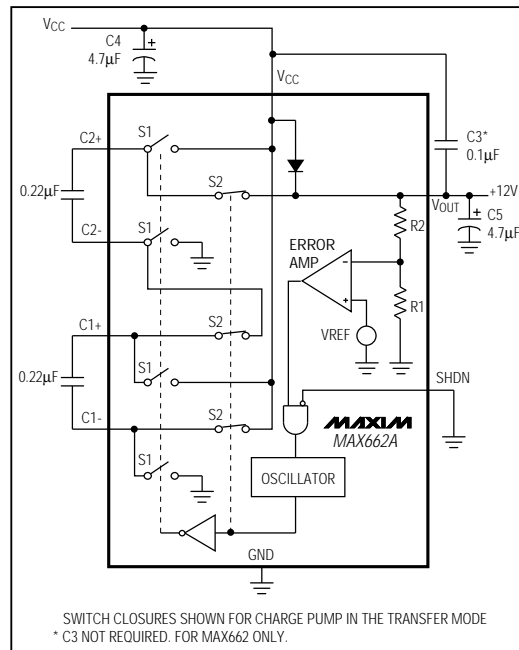 VCC
C4
4.7µF
VCC
C2+
S1
C3*
0.1µF
0.22µF
S2
+12V
VOUT
C2-
S1
R2
C5
4.7µF
ERROR
AMP
C1+
S2
R1
VREF
0.22µF
S1
SHDN
C1-
S2
MAXIM
MAX662A
S1
OSCILLATOR
GND
SWITCH CLOSURES SHOWN FOR CHARGE PUMP IN THE TRANSFER MODE
* C3 NOT REQUIRED. FOR MAX662 ONLY.